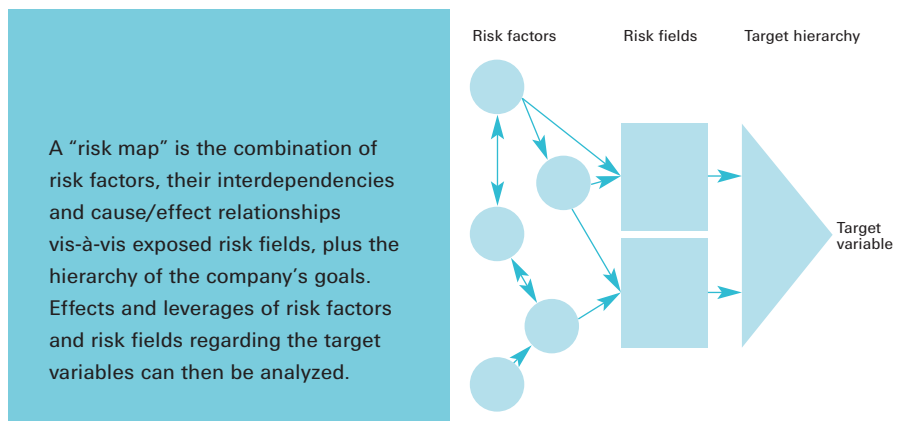 A “risk map” is the combination of
risk factors, their interdependencies
and cause/effect relationships
vis-à-vis exposed risk fields, plus the
hierarchy of the company’s goals.
Effects and leverages of risk factors
and risk fields regarding the target
variables can then be analyzed.
Risk factors
Risk fields
Target hierarchy
Target
variable